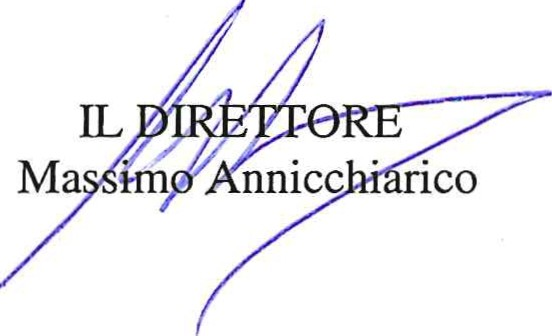 IL DIRETTORE
Massimo Annicchiarico